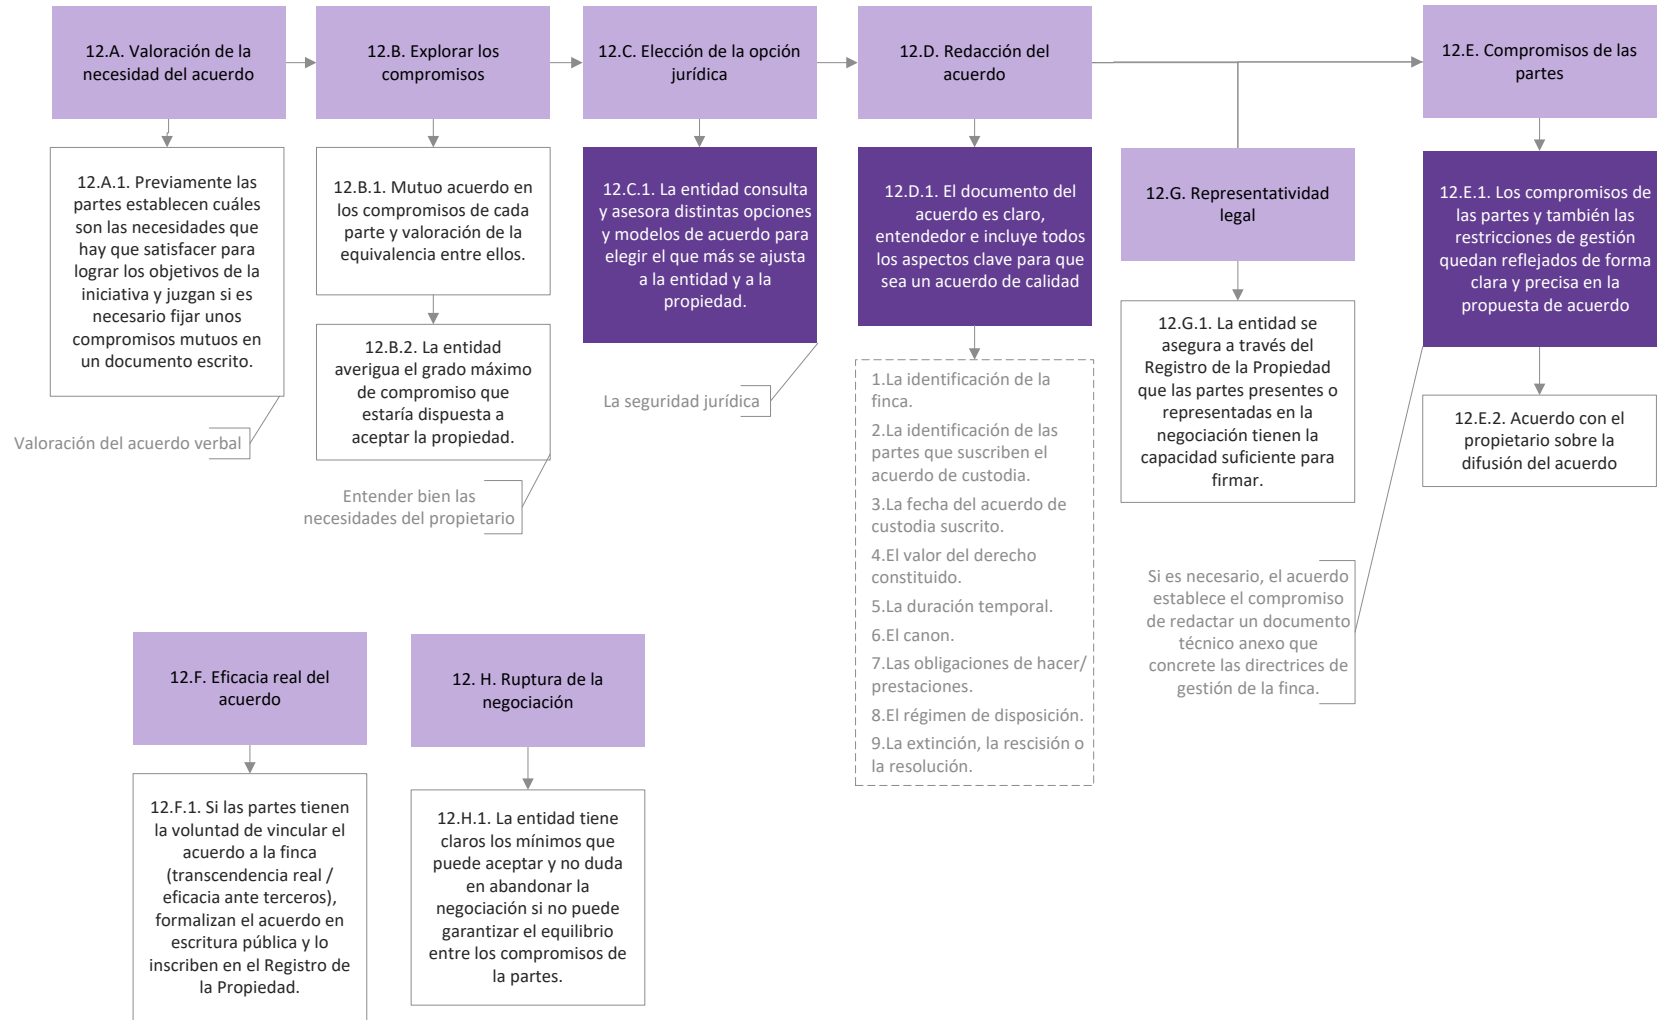 12.A. Valoración de la
necesidad del acuerdo
12.B. Explorar los
compromisos
12.C. Elección de la opción
jurídica
12.D. Redacción del
acuerdo
12.E. Compromisos de las
partes
12.A.1. Previamente las
partes establecen cuáles
son las necesidades que
hay que satisfacer para
lograr los objetivos de la
iniciativa y juzgan si es
necesario fijar unos
compromisos mutuos en
un documento escrito.
Valoración del acuerdo verbal
12.B.1. Mutuo acuerdo en
los compromisos de cada
parte y valoración de la
equivalencia entre ellos.
12.B.2. La entidad
averigua el grado máximo
de compromiso que
estaría dispuesta a
aceptar la propiedad.
Entender bien las
necesidades del propietario
12.C.1. La entidad consulta
y asesora distintas opciones
y modelos de acuerdo para
elegir el que más se ajusta
a la entidad y a la
propiedad.
La seguridad jurídica
12.D.1. El documento del
acuerdo es claro,
entendedor e incluye todos
los aspectos clave para que
sea un acuerdo de calidad
1.La identificación de la
finca.
2.La identificación de las
partes que suscriben el
acuerdo de custodia.
3.La fecha del acuerdo de
custodia suscrito.
4.El valor del derecho
constituido.
5.La duración temporal.
6.El canon.
7.Las obligaciones de hacer/
prestaciones.
8.El régimen de disposición.
9.La extinción, la rescisión o
la resolución.
12.G. Representatividad
legal
12.G.1. La entidad se
asegura a través del
Registro de la Propiedad
que las partes presentes o
representadas en la
negociación tienen la
capacidad suficiente para
firmar.
12.E.1. Los compromisos de
las partes y también las
restricciones de gestión
quedan reflejados de forma
clara y precisa en la
propuesta de acuerdo
12.E.2. Acuerdo con el
propietario sobre la
difusión del acuerdo
Si es necesario, el acuerdo
establece el compromiso
de redactar un documento
técnico anexo que
concrete las directrices de
gestión de la finca.
12.F. Eficacia real del
acuerdo
12.F.1. Si las partes tienen
la voluntad de vincular el
acuerdo a la finca
(transcendencia real /
eficacia ante terceros),
formalizan el acuerdo en
escritura pública y lo
inscriben en el Registro de
la Propiedad.
12. H. Ruptura de la
negociación
12.H.1. La entidad tiene
claros los mínimos que
puede aceptar y no duda
en abandonar la
negociación si no puede
garantizar el equilibrio
entre los compromisos de
la partes.